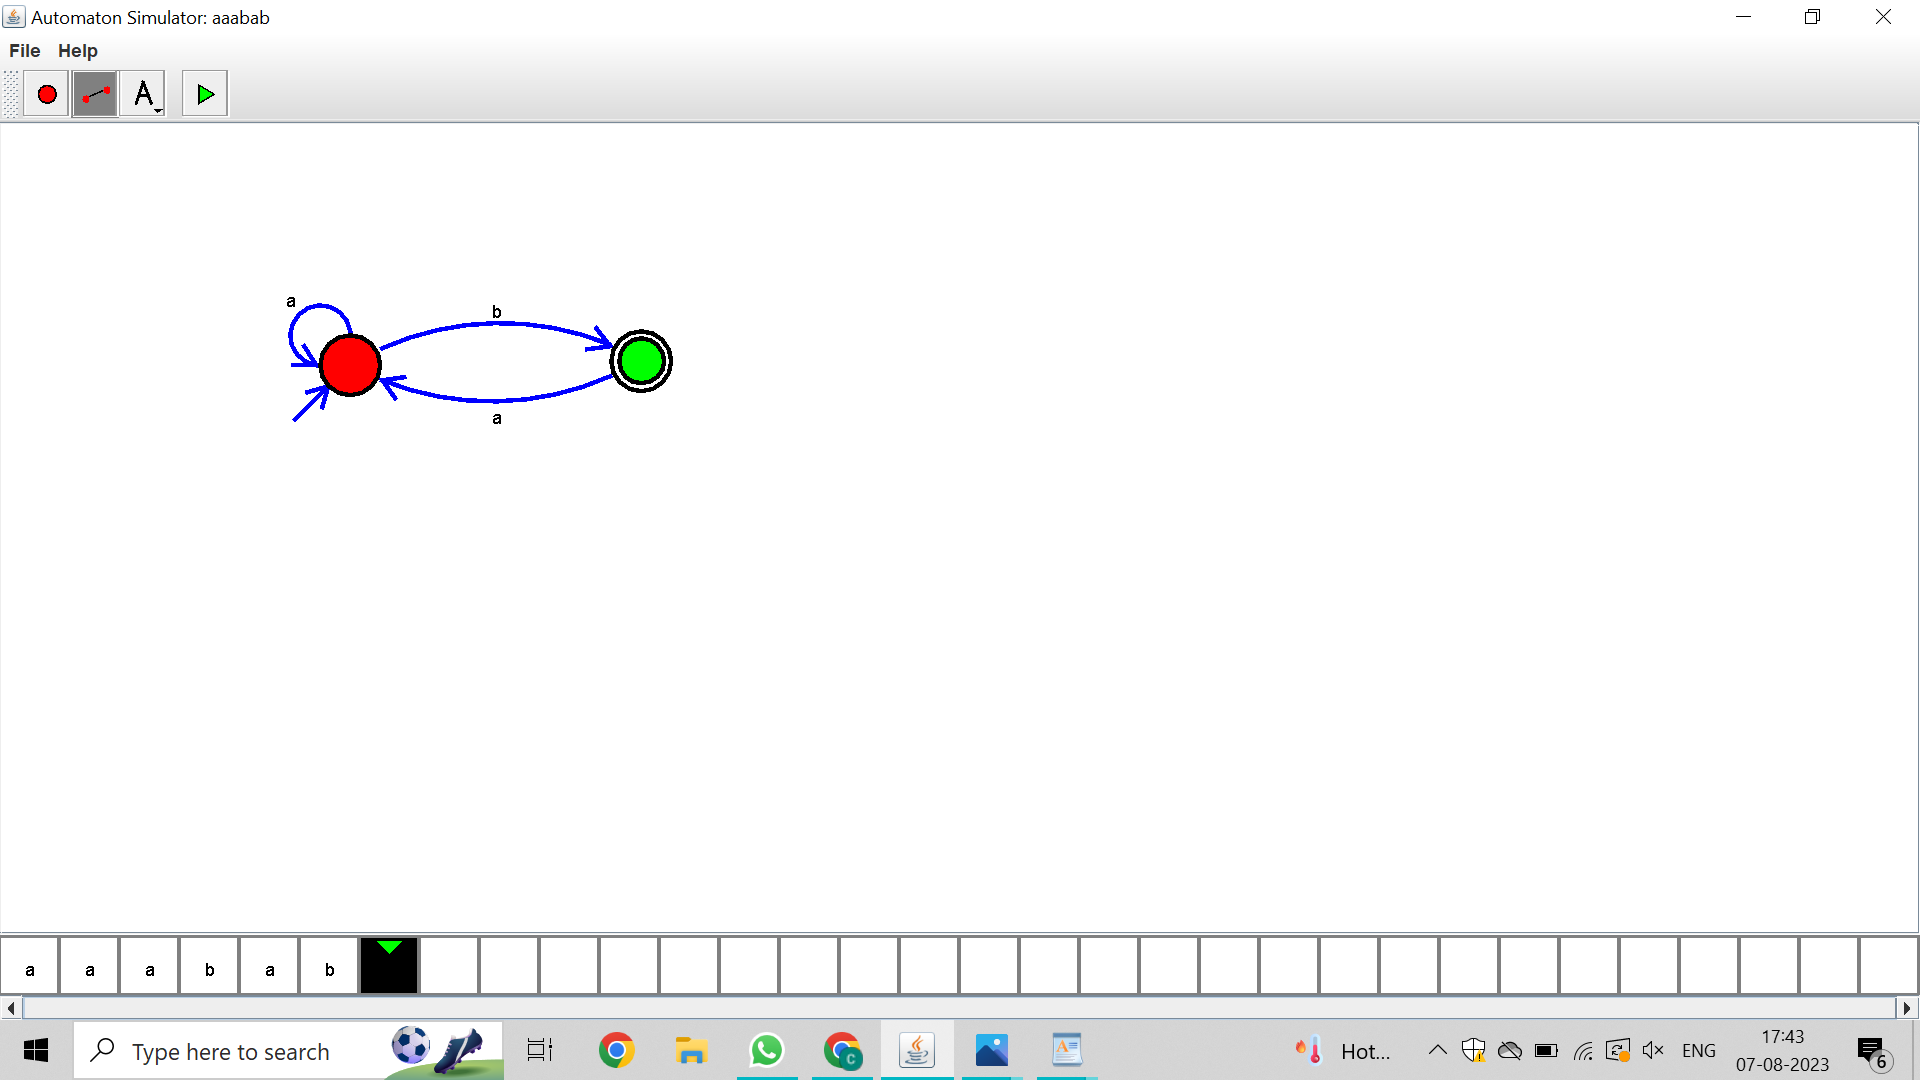 Automaton Simulator: aaabab
File Help
A
a
b
a
a a a b a b
Type here to search
C
A
Hot...
ENG
17:43
07-08-2023
6